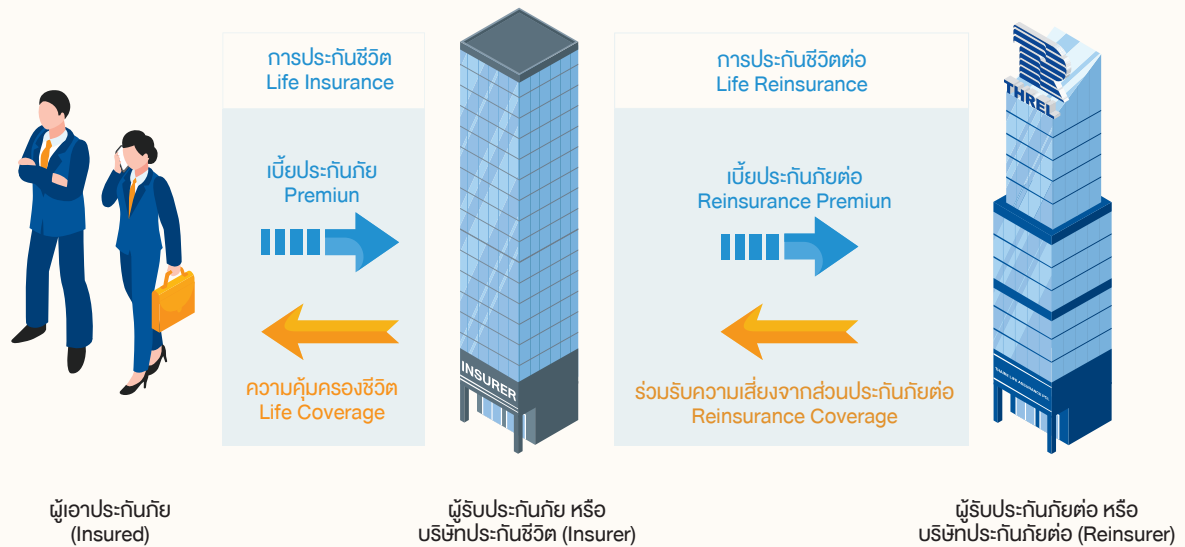 การประกันชีวิต
Life Insurance
การประกันชีวิตต่อ
Life Reinsurance
THREL
เบี้ยประกันภัย
Premiun
เบี้ยประกันภัยต่อ
Reinsurance Premiun
INSURER
ความคุ้มครองชีวิต
Life Coverage
ร่วมรับความเสี่ยงจากส่วนประกันภัยต่อ
Reinsurance Coverage
ผู้เอาประกันภัย
(Insured)
ผู้รับประกันภัย หรือ
บริษัทประกันชีวิต (Insurer)
ผู้รับประกันภัยต่อ หรือ
บริษัทประกันภัยต่อ (Reinsurer)